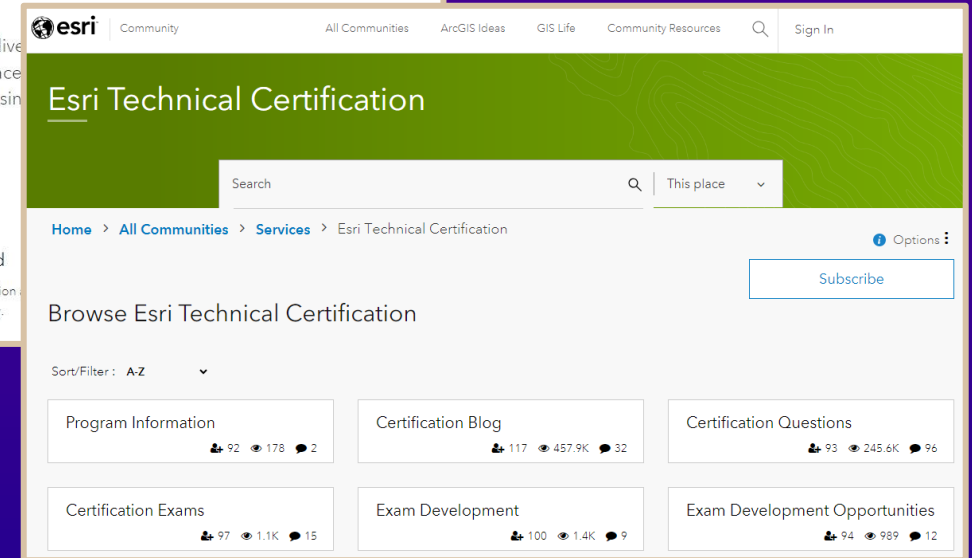 esri Community All Communities ArcGIS Ideas GIS Life Community Resources Sign In
Esri Technical Certification
Search This place
Home > All Communities > Services > Esri Technical Certification
Options
Subscribe
Browse Esri Technical Certification
Sort/Filter : A-Z
Program Information
92 178 2
Certification Blog
117 457.9K 32
Certification Questions
93 245.6K 96
Certification Exams
97 1.1K 15
Exam Development
100 1.4K 9
Exam Development Opportunities
94 989 12